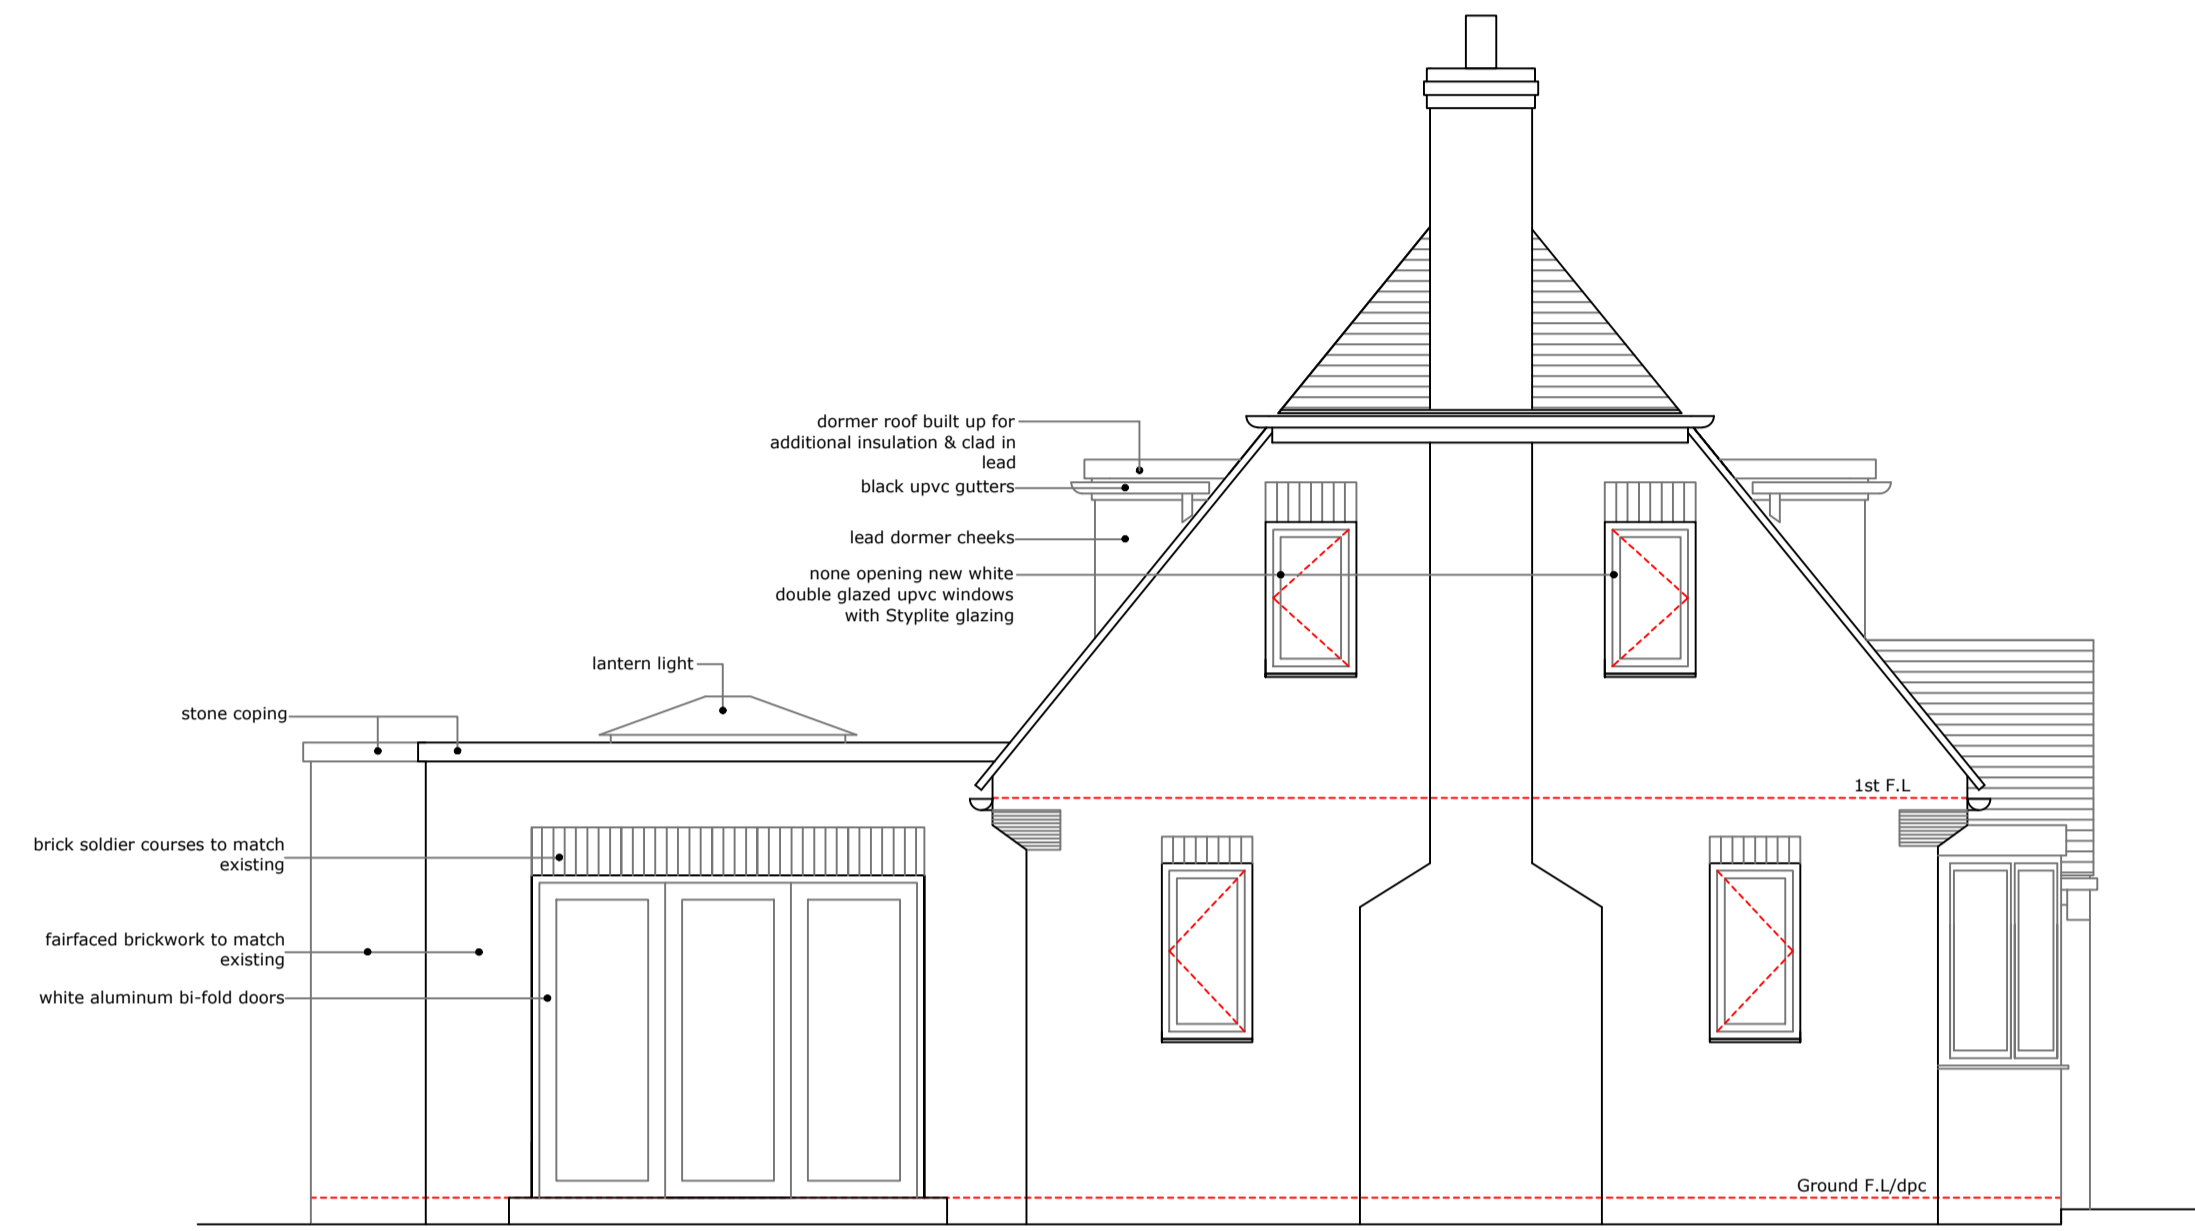 dormer roof built up for
additional insulation & clad in
lead
black upvc gutters
lead dormer cheeks
none opening new white
double glazed upvc windows
with Styplite glazing
lantern light
stone coping
1st F.L
brick soldier courses to match
existing
fairfaced brickwork to match
existing
white aluminum bi-fold doors
Ground F.L/dpc